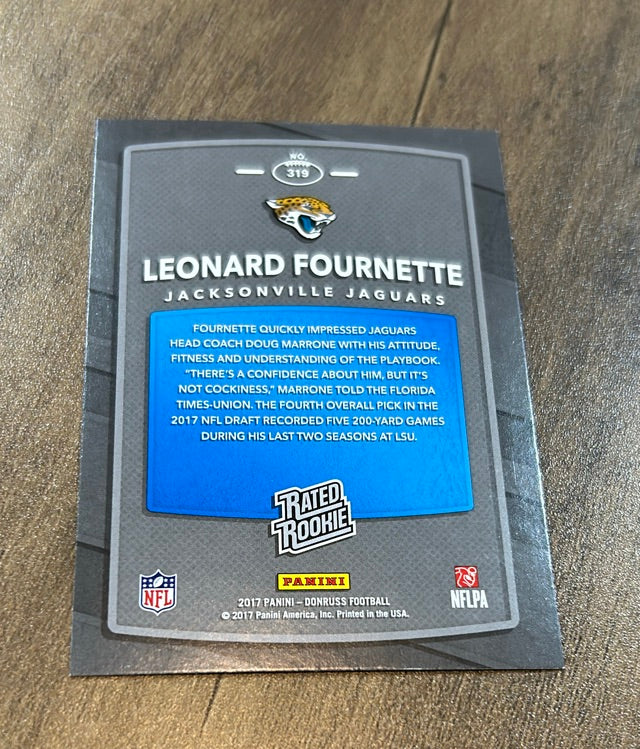 NO.
319
LEONARD FOURNETTE
JACKSONVILLE JAGUARS
FOURNETTE QUICKLY IMPRESSED JAGUARS
HEAD COACH DOUG MARRONE WITH HIS ATTITUDE,
FITNESS AND UNDERSTANDING OF THE PLAYBOOK.
“THERE’S A CONFIDENCE ABOUT HIM, BUT IT’S
NOT COCKINESS,” MARRONE TOLD THE FLORIDA
TIMES-UNION. THE FOURTH OVERALL PICK IN THE
2017 NFL DRAFT RECORDED FIVE 200-YARD GAMES
DURING HIS LAST TWO SEASONS AT LSU.
RATED
ROOKIE
NFL
PANINI
NFLPA
2017 PANINI – DONRUSS FOOTBALL
© 2017 Panini America, Inc. Printed in the USA.